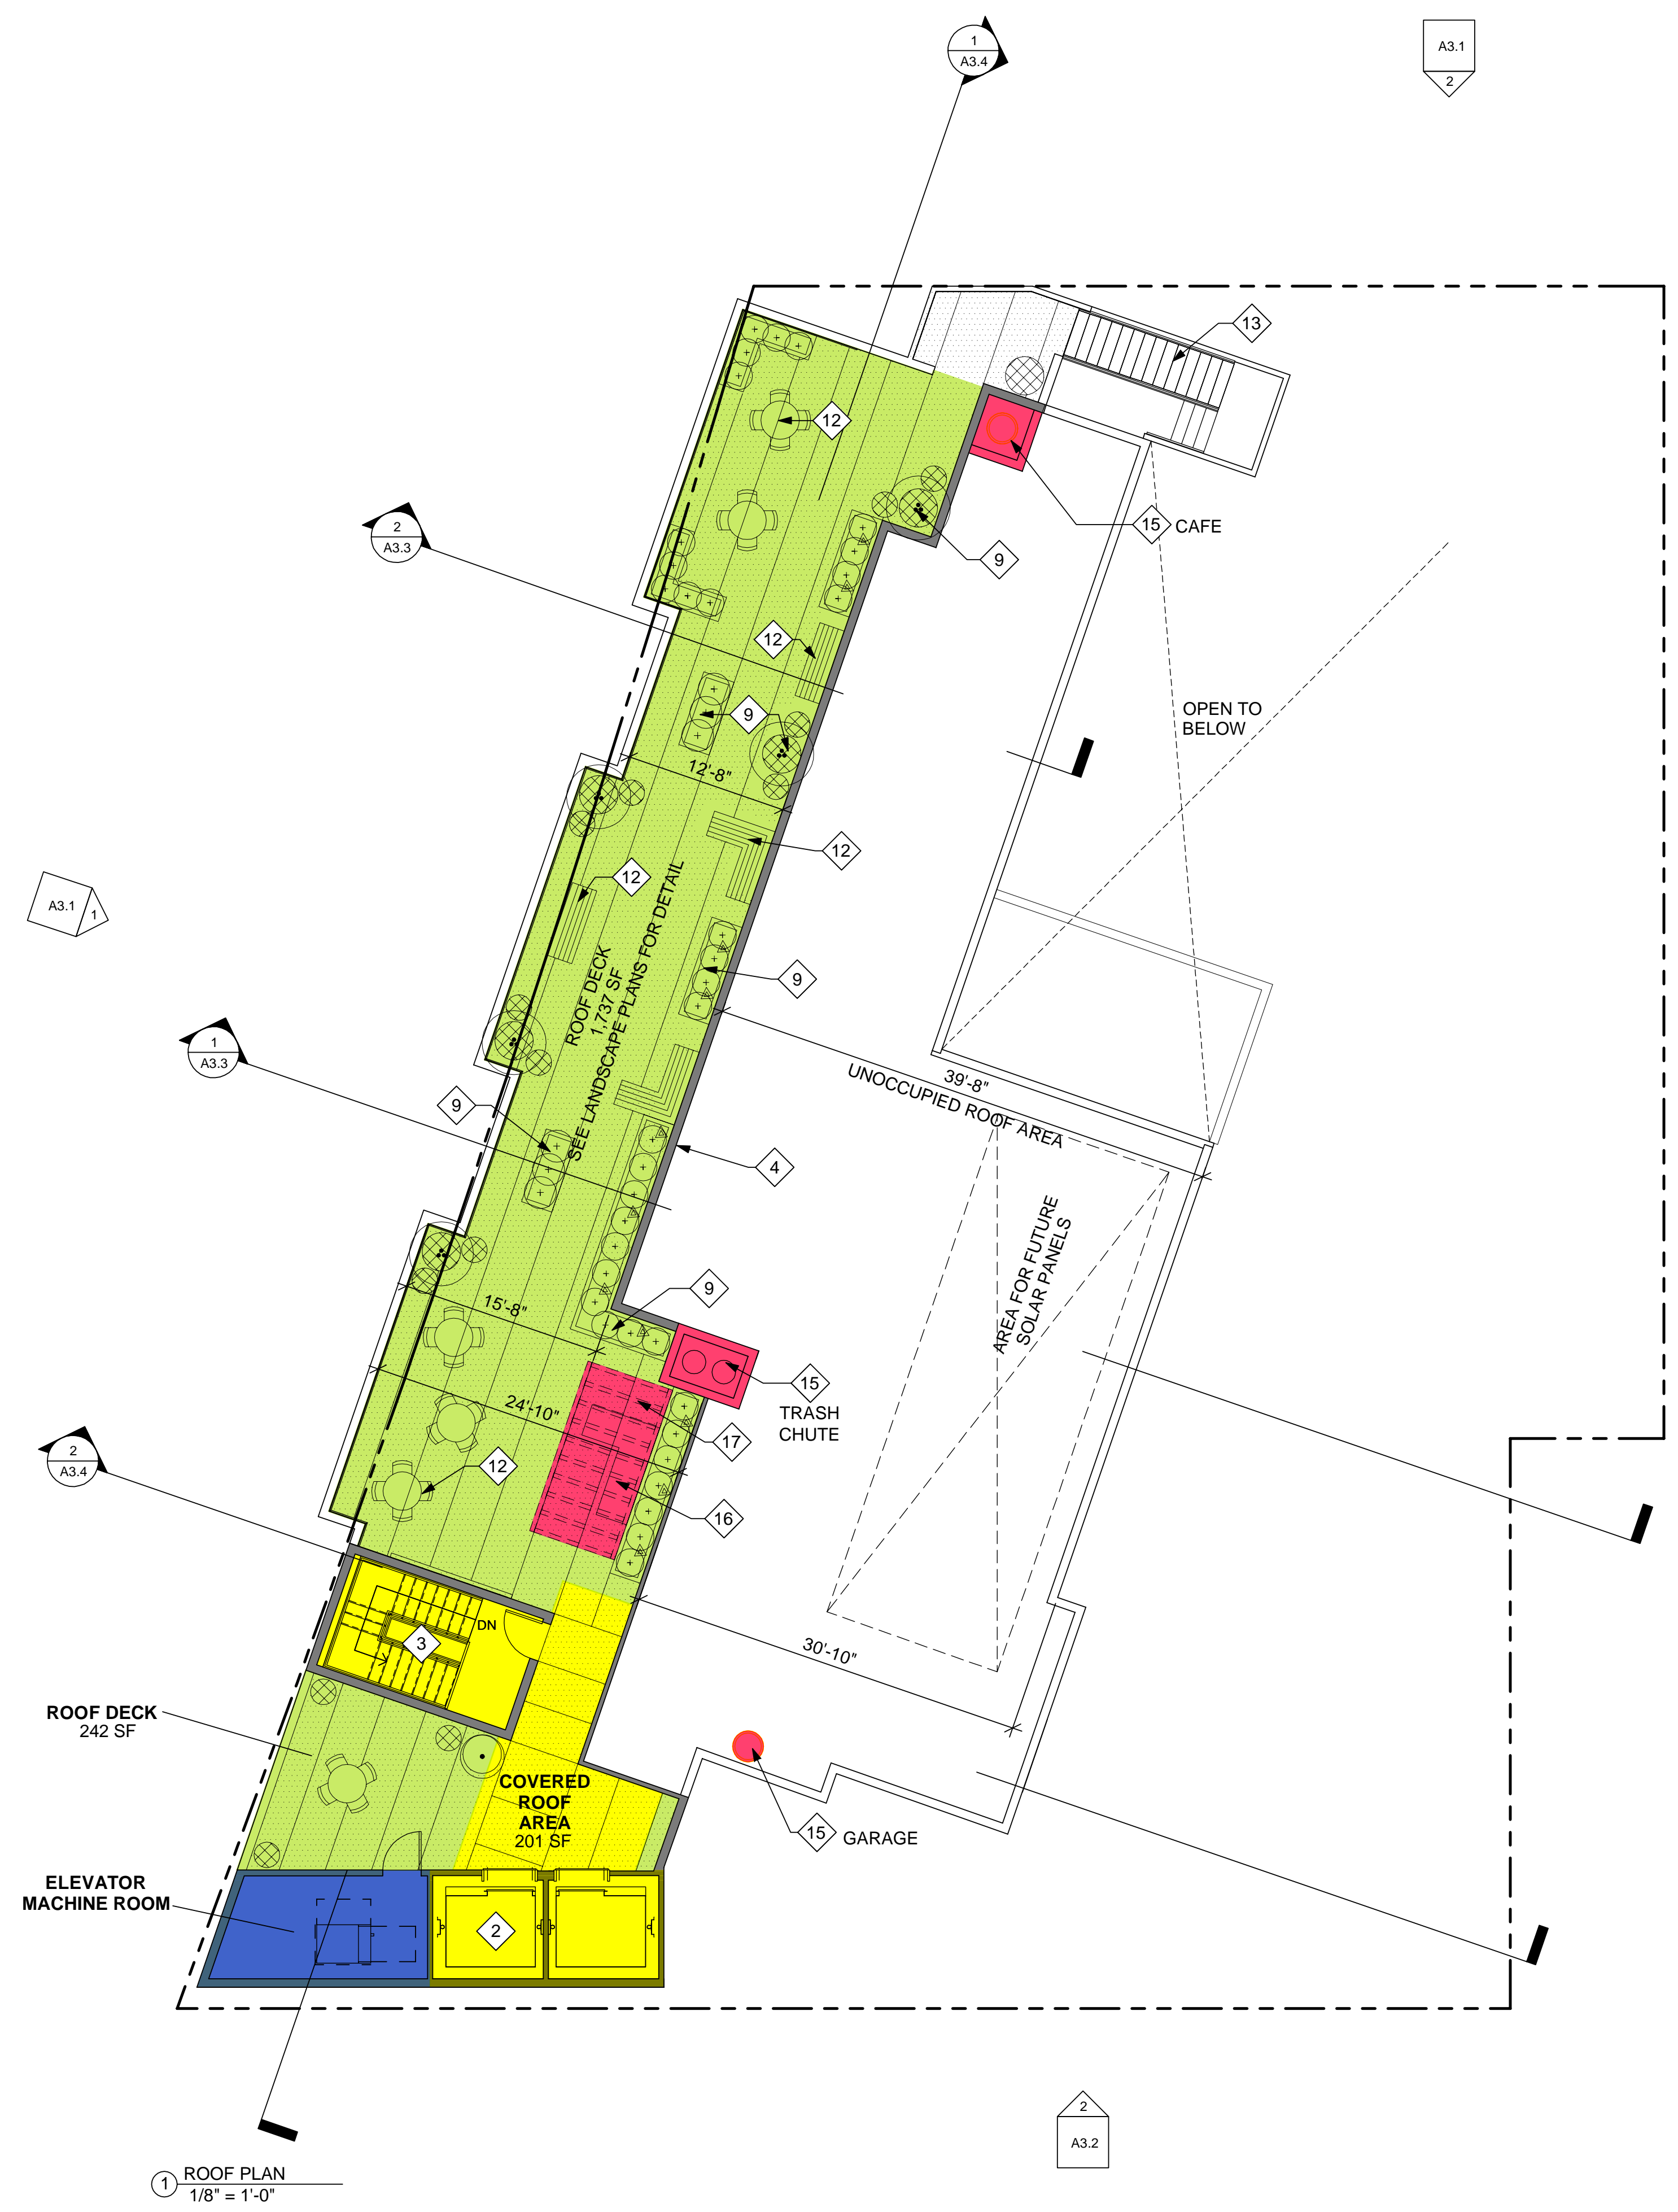 1
A3.4
A3.1
2
13
12
2
A3.3
15 CAFE
9
12
9
OPEN TO
BELOW
12'-8"
12
12
A3.1
1
ROOF DECK
1,737 SF
SEE LANDSCAPE PLANS FOR DETAIL
9
1
A3.3
39'-8"
UNOCCUPIED ROOF AREA
9
4
AREA FOR FUTURE
SOLAR PANELS
9
15'-8"
15
TRASH
CHUTE
24'-10"
17
2
A3.4
12
16
DN
3
30'-10"
ROOF DECK
242 SF
COVERED
ROOF
AREA
201 SF
15 GARAGE
ELEVATOR
MACHINE ROOM
2
2
A3.2
1 ROOF PLAN
1/8" = 1'-0"